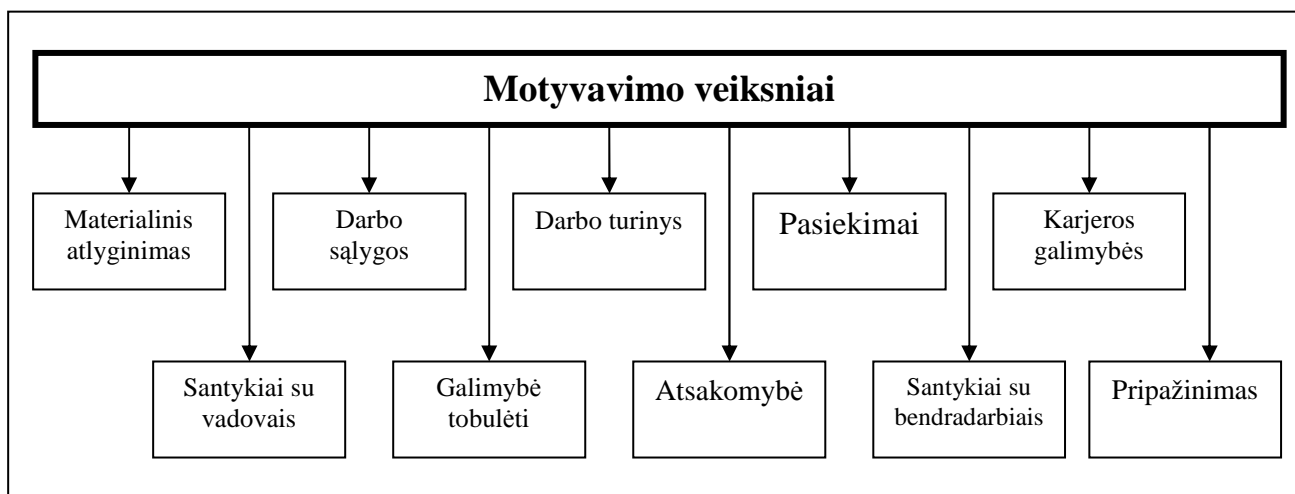 Motyvavimo veiksniai
Materialinis
atlyginimas
Darbo
sąlygos
Darbo turinys
Pasiekimai
Karjeros
galimybės
Santykiai su
vadovais
Galimybė
tobulėti
Atsakomybė
Santykiai su
bendradarbiais
Pripažinimas